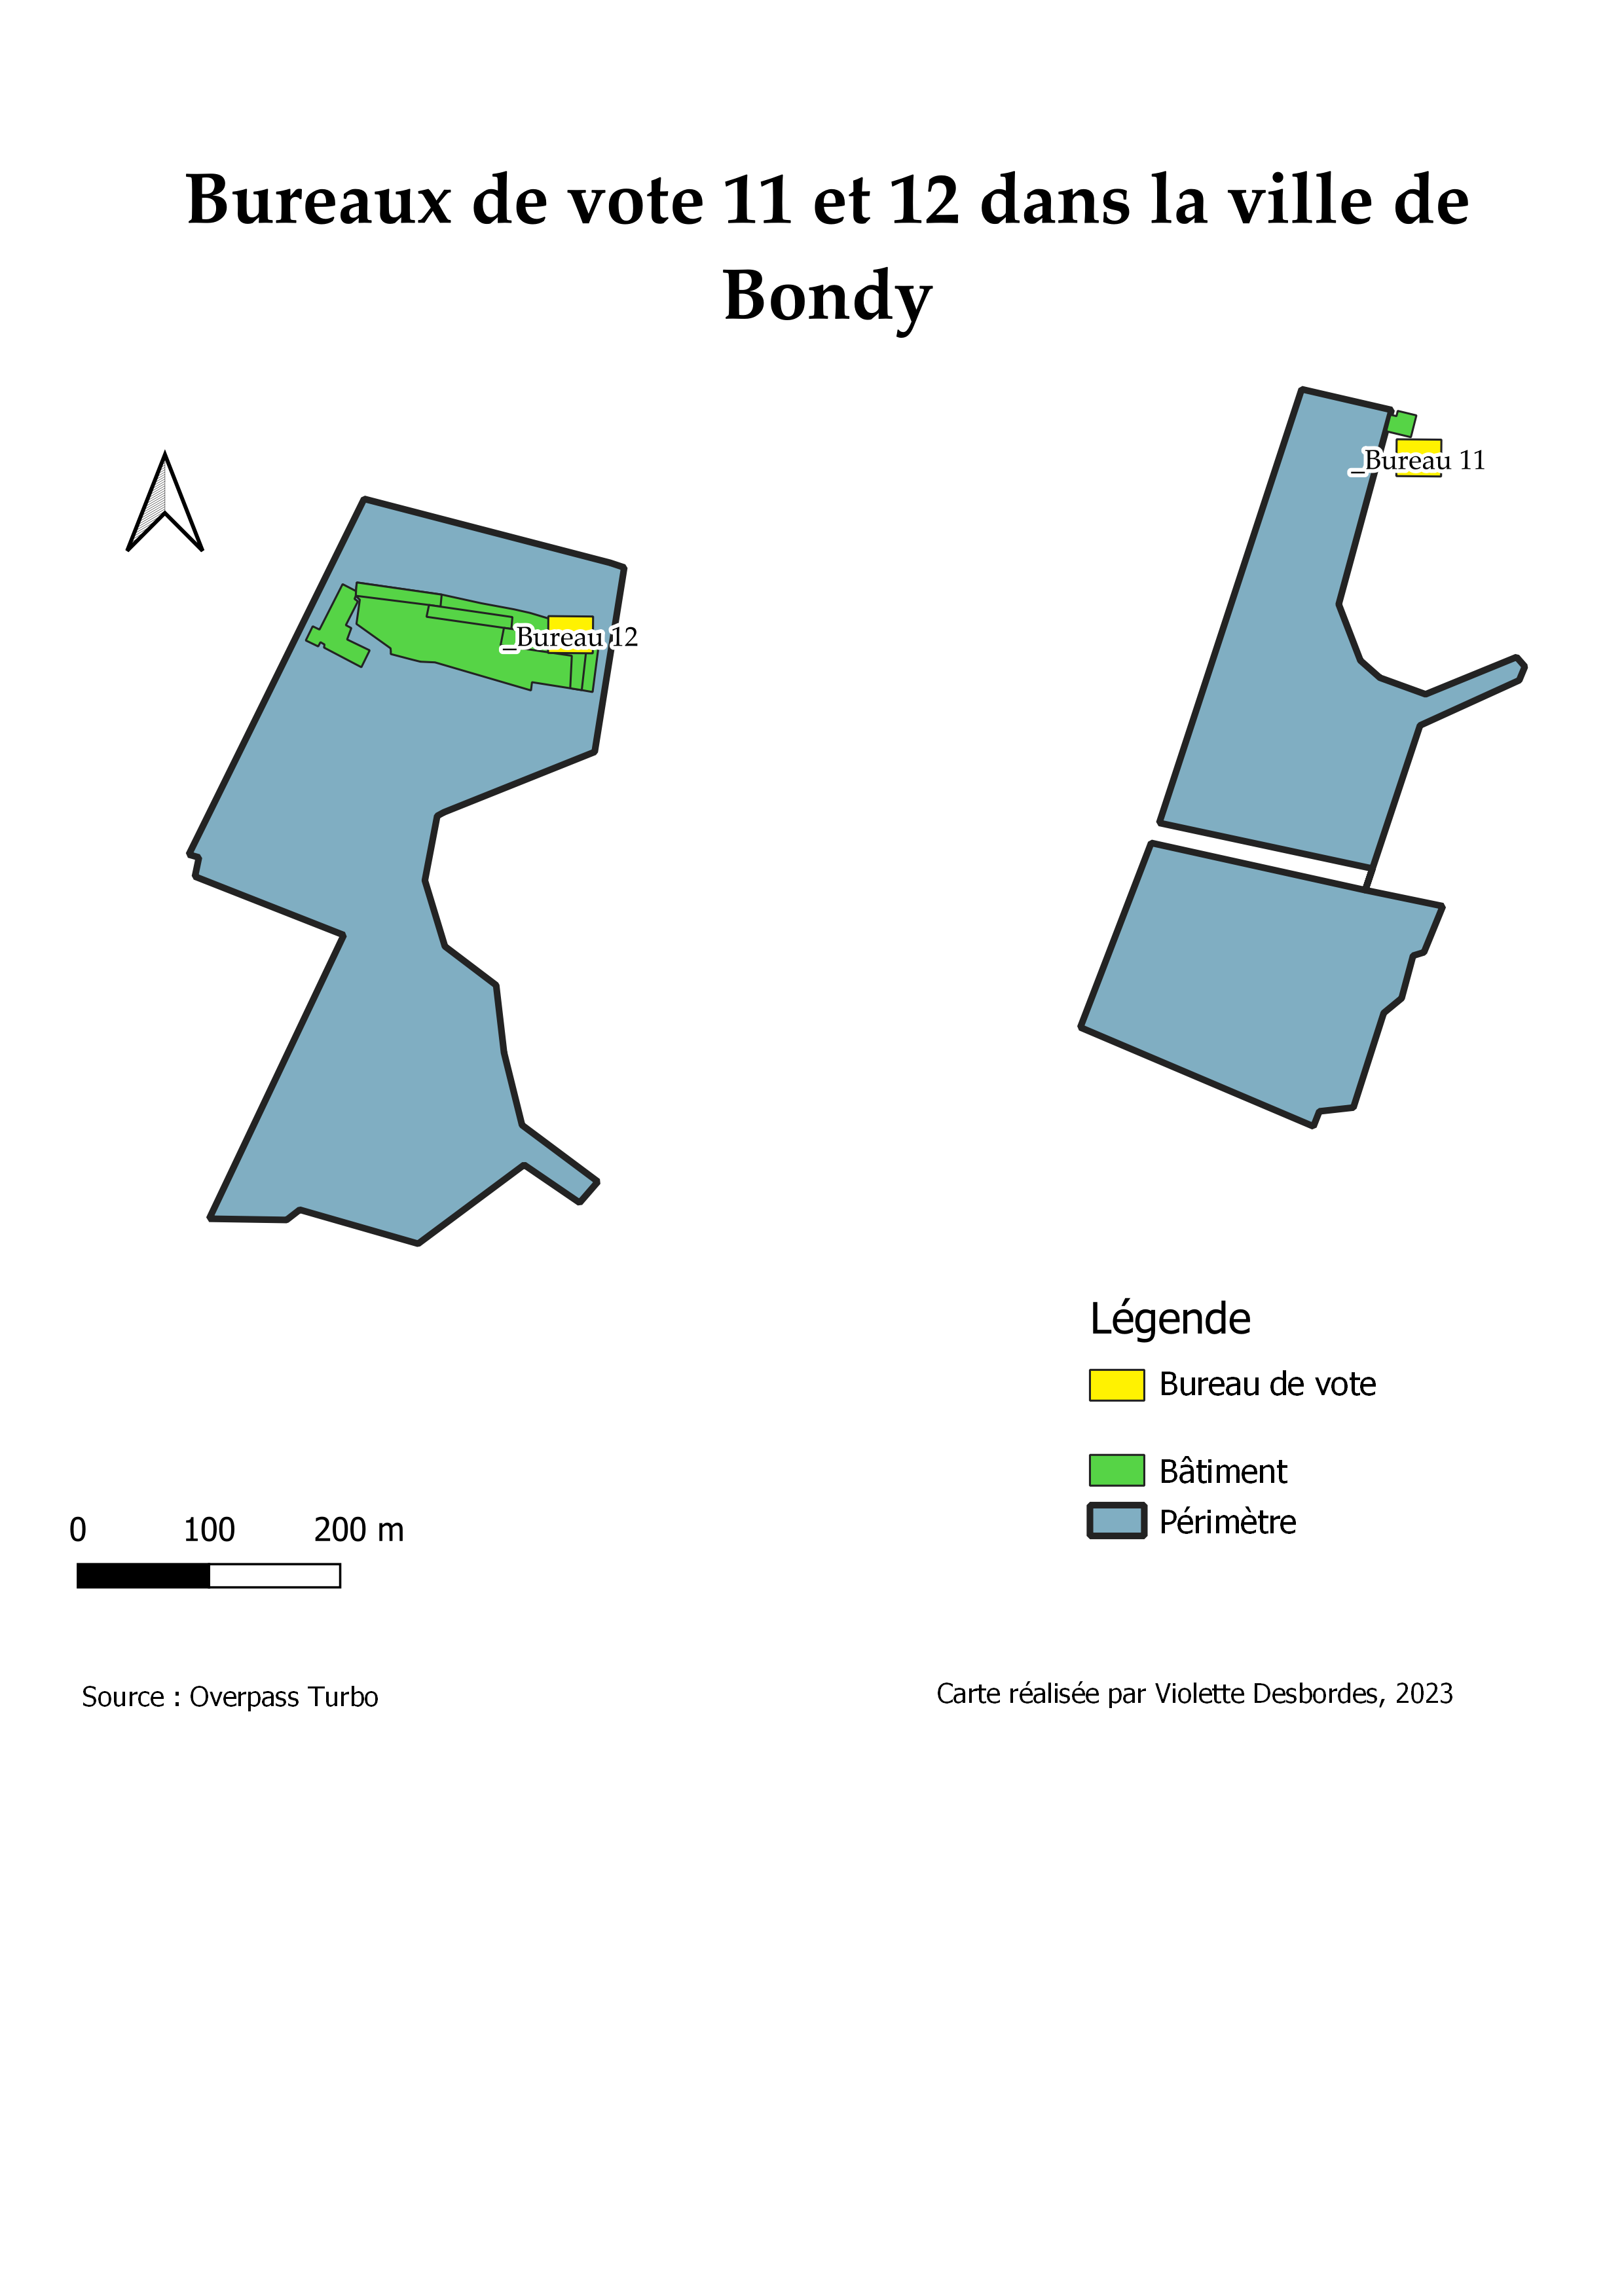 Bureaux de vote 11 et 12 dans la ville de
Bondy
_Bureau 11
_Bureau 12
Légende
Bureau de vote
Bâtiment
Périmètre
0 100 200 m
Source : Overpass Turbo
Carte réalisée par Violette Desbordes, 2023